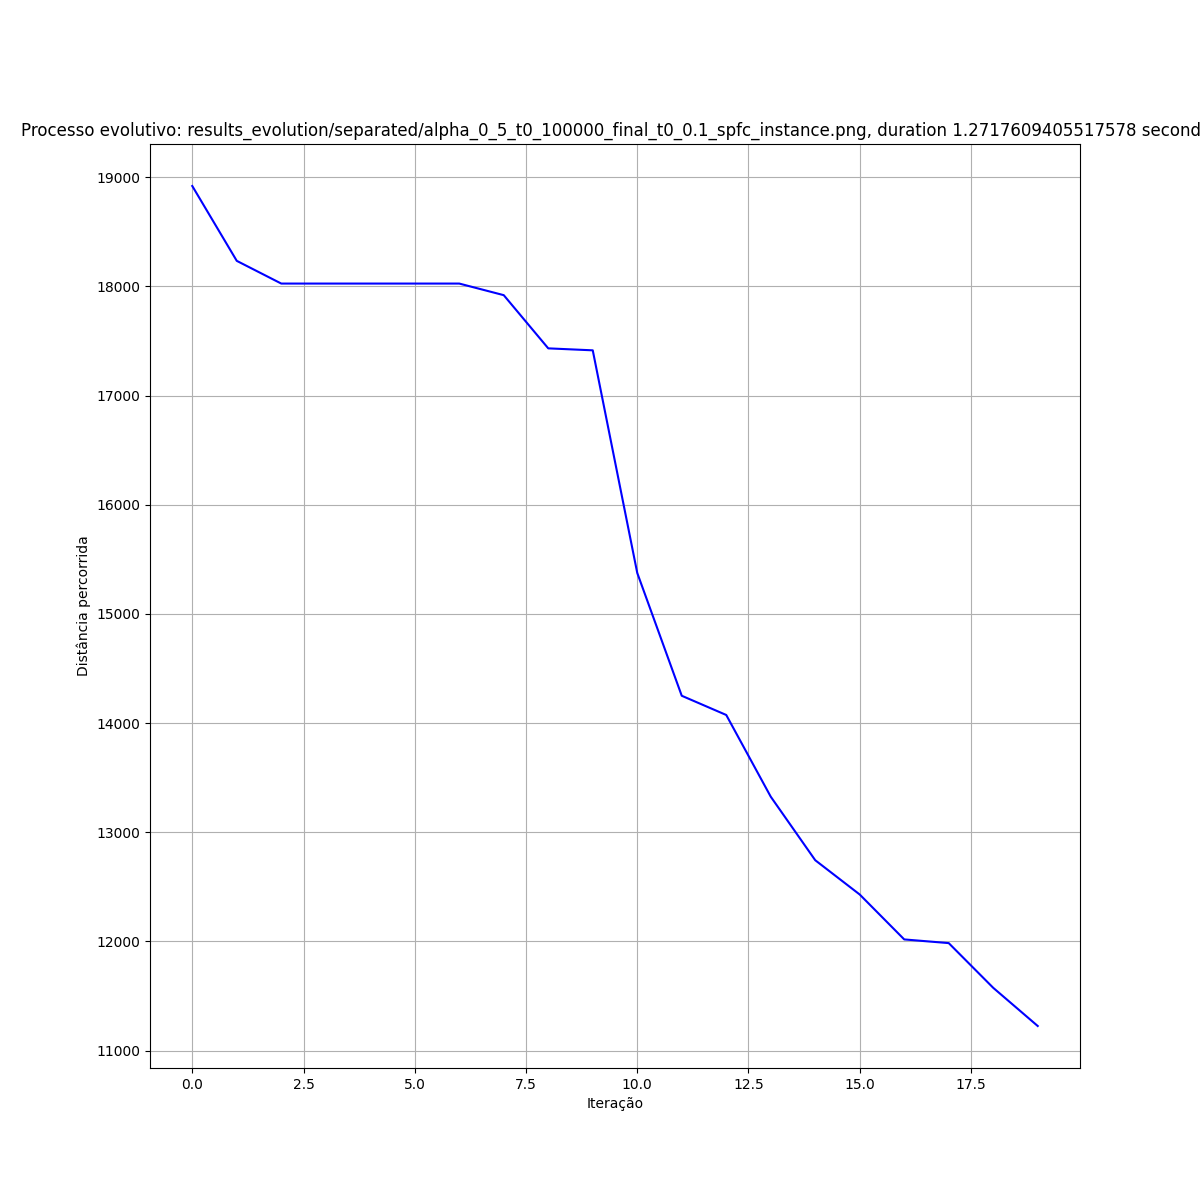 Processo evolutivo: results_evolution/separated/alpha_0_5_t0_100000_final_t0_0.1_spfc_instance.png, duration 1.2717609405517578 second
19000
18000
17000
16000
15000
14000
13000
12000
11000
Distância percorrida
0.0 2.5 5.0 7.5 10.0 12.5 15.0 17.5
Iteração